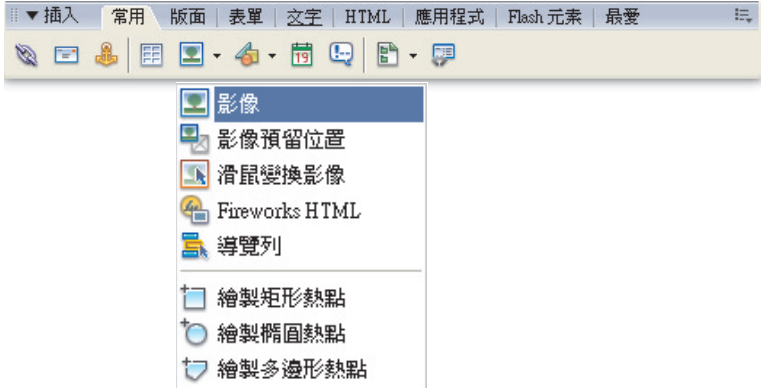 ▼插入 常用 版面 表單 文字 HTML 應用程式 Flash 元素 最愛
19
影像
影像預留位置
滑鼠變換影像
Fireworks HTML
導覽列
繪製矩形熱點
繪製橢圓熱點
繪製多邊形熱點